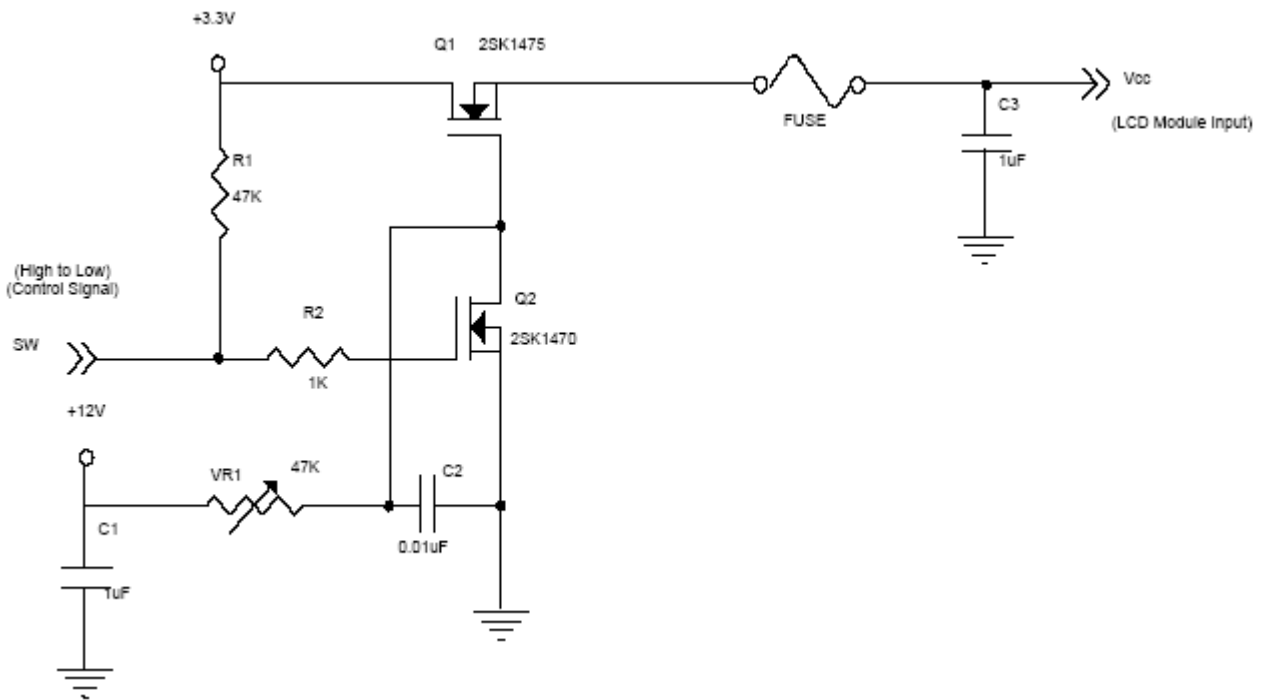 +3.3V
Q1 2SK1475
Vcc
(LCD Module Input)
FUSE
C3
1uF
R1
47K
(High to Low)
(Control Signal)
SW
R2
1K
Q2
2SK1470
+12V
VR1
47K
C2
0.01uF
C1
1uF